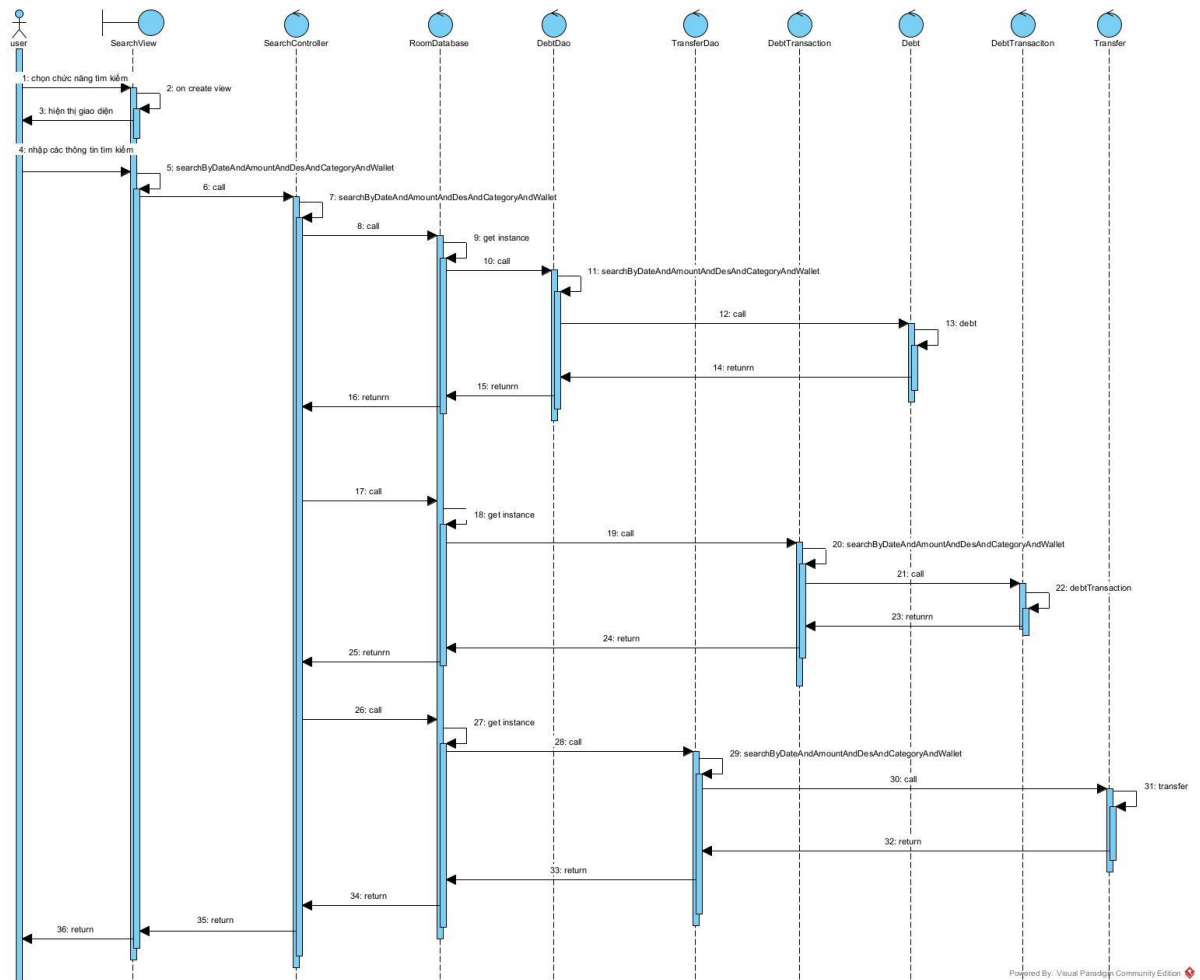 user
SearchView
SearchController
RoomDatabase
DebtDao
TransferDao
DebtTransaction
Debt
DebtTransaciton
Transfer
1: chọn chức năng tìm kiếm
2: on create view
3: hiện thị giao diện
4: nhập các thông tin tìm kiếm
5: searchByDateAndAmountAndDesAndCategoryAndWallet
6: call
7: searchByDateAndAmountAndDesAndCategoryAndWallet
8: call
9: get instance
10: call
11: searchByDateAndAmountAndDesAndCategoryAndWallet
12: call
13: debt
14: retunrn
15: retunrn
16: retunrn
17: call
18: get instance
19: call
20: searchByDateAndAmountAndDesAndCategoryAndWallet
21: call
22: debtTransaction
23: retunrn
24: return
25: retunrn
26: call
27: get instance
28: call
29: searchByDateAndAmountAndDesAndCategoryAndWallet
30: call
31: transfer
32: return
33: return
34: return
35: return
36: return
Powered By: Visual Paradigm Community Edition